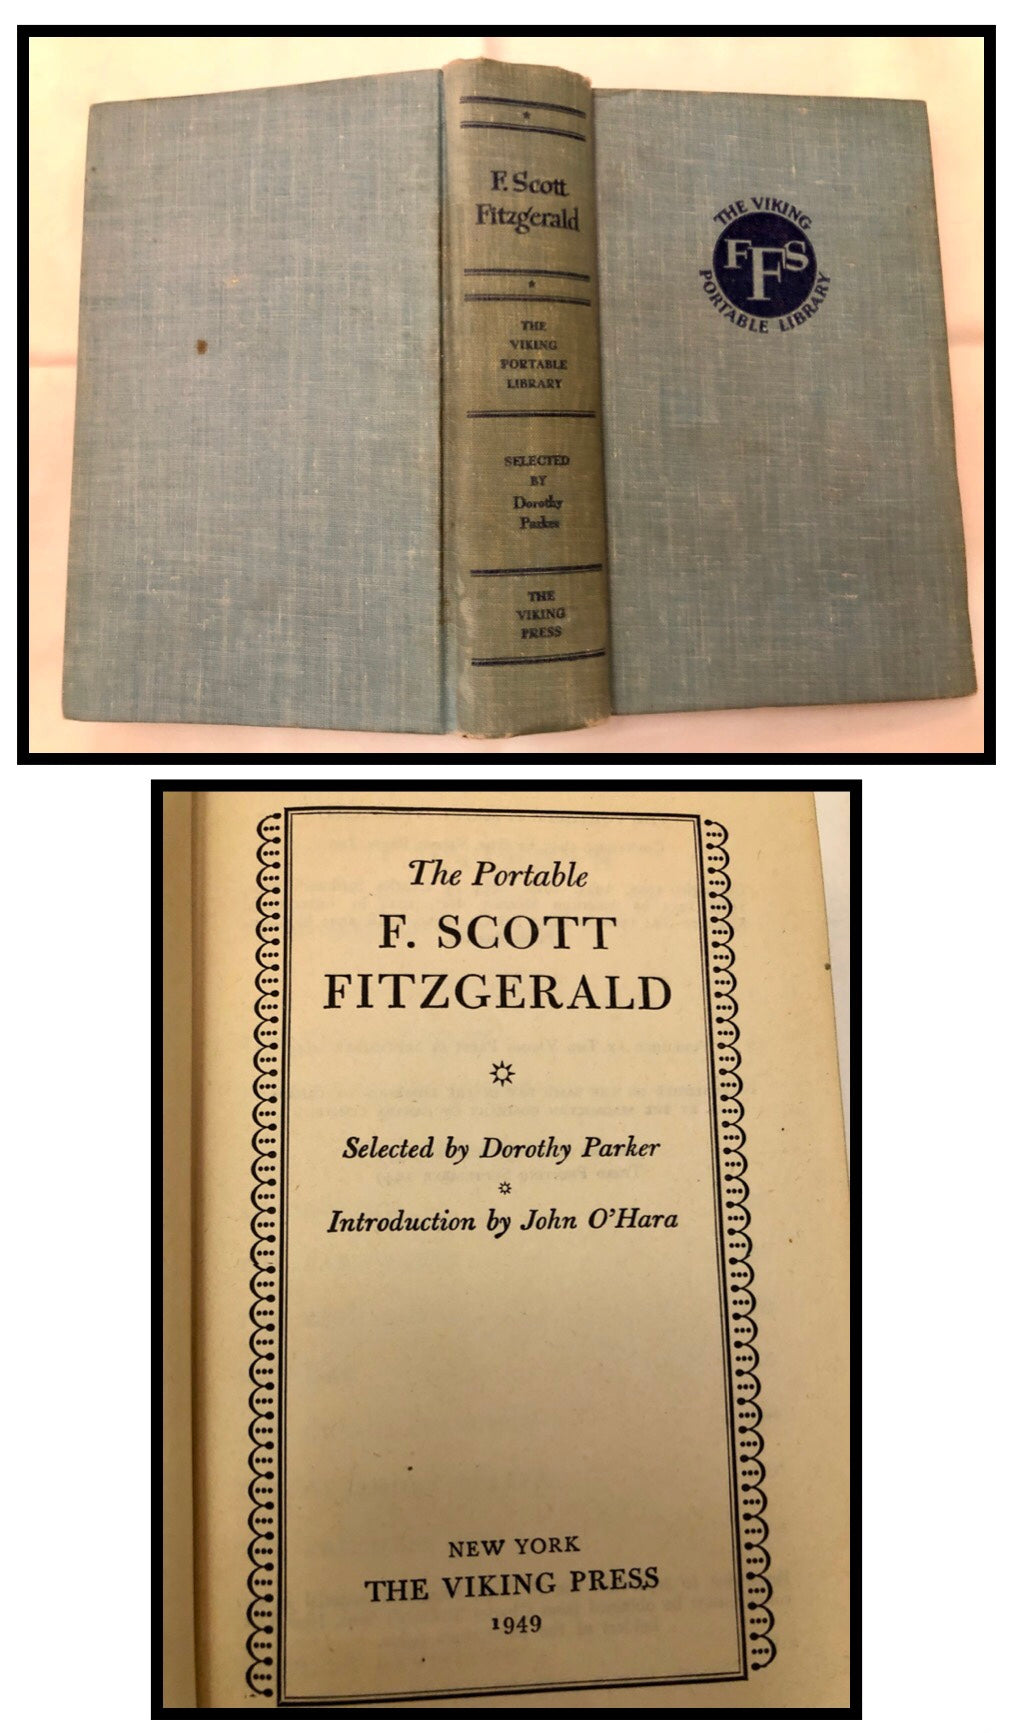 F. Scott
Fitzgerald
THE
VIKING
PORTABLE
LIBRARY
SELECTED
BY
Dorothy
Parker
THE
VIKING
PRESS
THE VIKING
FFS
PORTABLE LIBRARY
The Portable
F. SCOTT
FITZGERALD
Selected by Dorothy Parker
Introduction by John O'Hara
NEW YORK
THE VIKING PRESS
1949